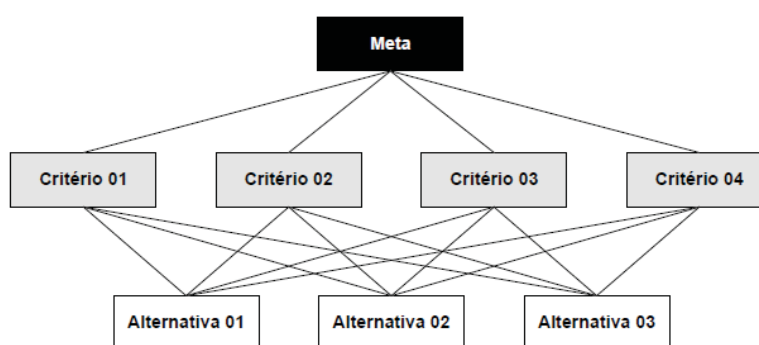 Meta
Critério 01
Critério 02
Critério 03
Critério 04
Alternativa 01
Alternativa 02
Alternativa 03